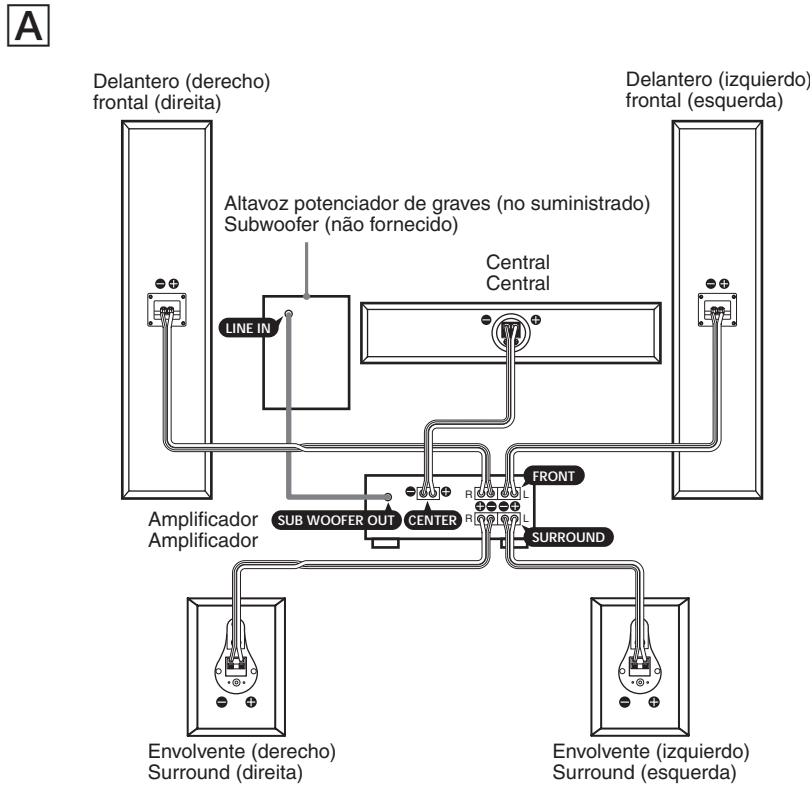 A
Delantero (derecho)
frontal (direita)
Delantero (izquierdo)
frontal (esquerda)
Altavoz potenciador de graves (no suministrado)
Subwoofer (não fornecido)
Central
Central
LINE IN
FRONT
R L
SUB WOOFER OUT
CENTER
R L
SURROUND
Amplificador
Amplificador
Envolvente (derecho)
Surround (direita)
Envolvente (izquierdo)
Surround (esquerda)